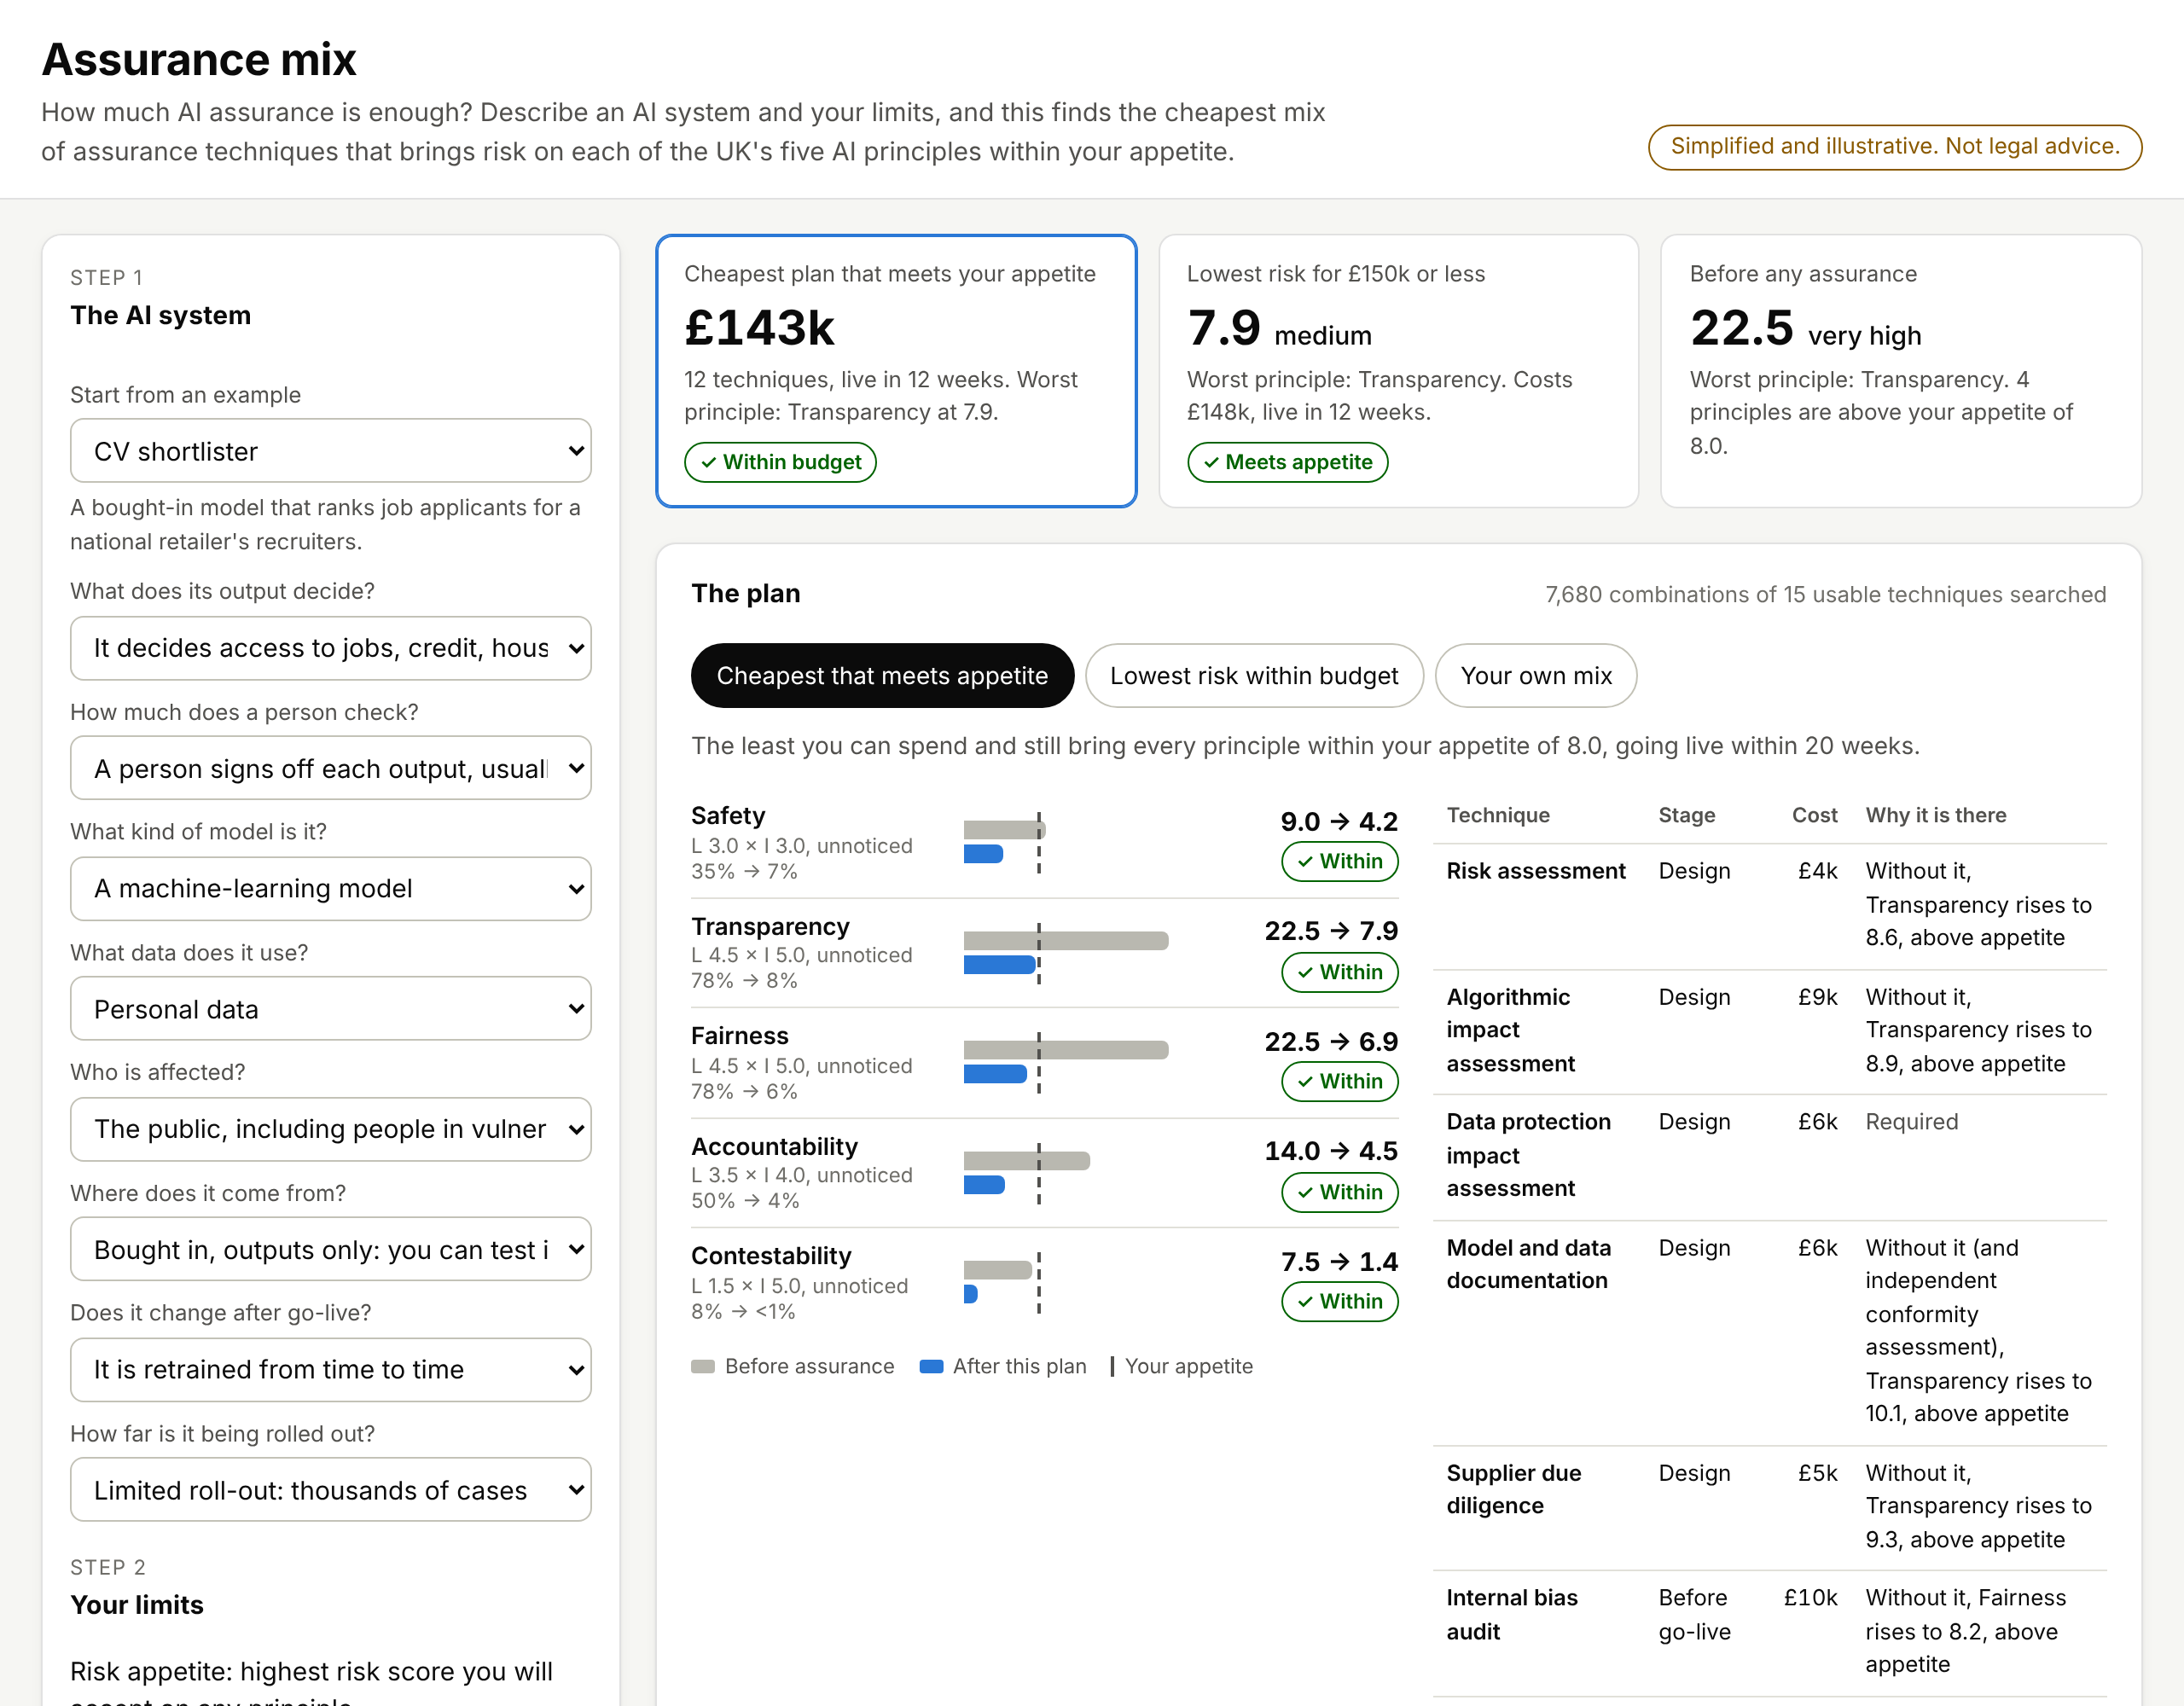 Assurance mix
How much AI assurance is enough? Describe an AI system and your limits, and this finds the cheapest mix
of assurance techniques that brings risk on each of the UK's five AI principles within your appetite.
Simplified and illustrative. Not legal advice.
STEP 1
The AI system
Start from an example
CV shortlister
A bought-in model that ranks job applicants for a
national retailer's recruiters.
What does its output decide?
It decides access to jobs, credit, hous
How much does a person check?
A person signs off each output, usuall
What kind of model is it?
A machine-learning model
What data does it use?
Personal data
Who is affected?
The public, including people in vulner
Where does it come from?
Bought in, outputs only: you can test i
Does it change after go-live?
It is retrained from time to time
How far is it being rolled out?
Limited roll-out: thousands of cases
STEP 2
Your limits
Risk appetite: highest risk score you will
Cheapest plan that meets your appetite
£143k
12 techniques, live in 12 weeks. Worst
principle: Transparency at 7.9.
✓ Within budget
Lowest risk for £150k or less
7.9 medium
Worst principle: Transparency. Costs
£148k, live in 12 weeks.
✓ Meets appetite
Before any assurance
22.5 very high
Worst principle: Transparency. 4
principles are above your appetite of
8.0.
The plan
7,680 combinations of 15 usable techniques searched
Cheapest that meets appetite
Lowest risk within budget
Your own mix
The least you can spend and still bring every principle within your appetite of 8.0, going live within 20 weeks.
Safety
L 3.0 × I 3.0, unnoticed
35% → 7%
9.0 → 4.2
✓ Within
Transparency
L 4.5 × I 5.0, unnoticed
78% → 8%
22.5 → 7.9
✓ Within
Fairness
L 4.5 × I 5.0, unnoticed
78% → 6%
22.5 → 6.9
✓ Within
Accountability
L 3.5 × I 4.0, unnoticed
50% → 4%
14.0 → 4.5
✓ Within
Contestability
L 1.5 × I 5.0, unnoticed
8% → <1%
7.5 → 1.4
✓ Within
Before assurance
After this plan
Your appetite
Technique Stage Cost Why it is there
Risk assessment Design £4k Without it,
Transparency rises to
8.6, above appetite
Algorithmic Design £9k Without it,
impact Transparency rises to
assessment 8.9, above appetite
Data protection Design £6k Required
impact
assessment
Model and data Design £6k Without it (and
documentation independent
conformity
assessment),
Transparency rises to
10.1, above appetite
Supplier due Design £5k Without it,
diligence Transparency rises to
9.3, above appetite
Internal bias Before £10k Without it, Fairness
audit go-live rises to 8.2, above
appetite